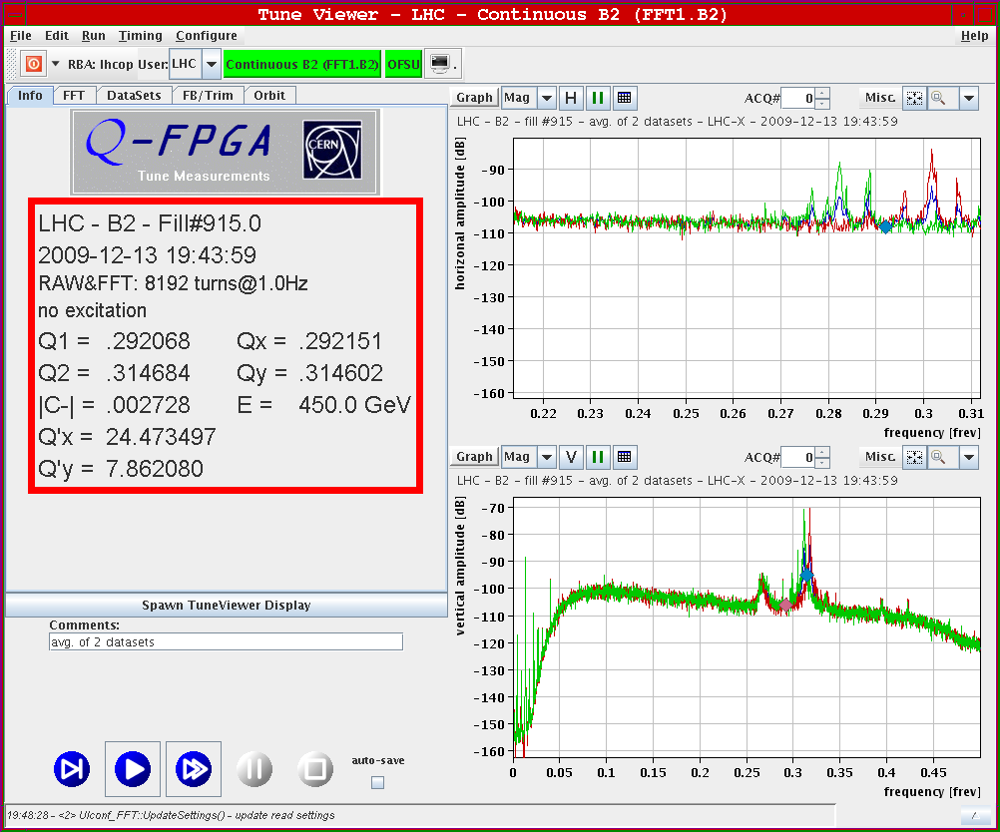 Tune Viewer - LHC - Continuous B2 (FFT1.B2)
File Edit Run Timing Configure Help
RBA: lhcop User: LHC Continuous B2 (FFT1.B2) OFSU
Info FFT DataSets FB/Trim Orbit
Q-FPGA
Tune Measurements
CERN
LHC - B2 - Fill#915.0
2009-12-13 19:43:59
RAW&FFT: 8192 turns@1.0Hz
no excitation
Q1 = .292068 Qx = .292151
Q2 = .314684 Qy = .314602
|C-| = .002728 E = 450.0 GeV
Q'x = 24.473497
Q'y = 7.862080
Spawn TuneViewer Display
Comments:
avg. of 2 datasets
auto-save
19:48:28 - <2> UIconf_FFT::UpdateSettings() - update read settings
Graph Mag H ACQ# 0 Misc.
LHC - B2 - fill #915 - avg. of 2 datasets - LHC-X - 2009-12-13 19:43:59
horizontal amplitude [dB]
-90
-100
-110
-120
-130
-140
-150
-160
0.22 0.23 0.24 0.25 0.26 0.27 0.28 0.29 0.3 0.31
frequency [frev]
Graph Mag V ACQ# 0 Misc.
LHC - B2 - fill #915 - avg. of 2 datasets - LHC-X - 2009-12-13 19:43:59
vertical amplitude [dB]
-70
-80
-90
-100
-110
-120
-130
-140
-150
-160
0 0.05 0.1 0.15 0.2 0.25 0.3 0.35 0.4 0.45
frequency [frev]